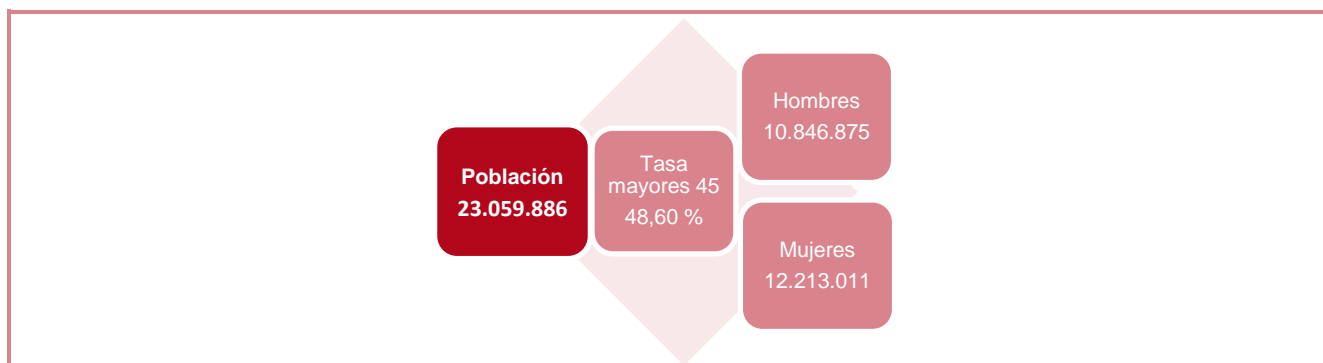 Población
23.059.886
Tasa
mayores 45
48,60 %
Hombres
10.846.875
Mujeres
12.213.011